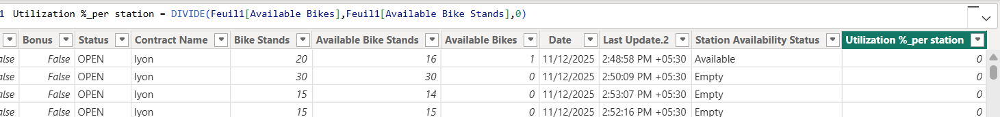 1 Utilization %_per station = DIVIDE(Feuil1[Available Bikes],Feuil1[Available Bike Stands],0)
Bonus Status Contract Name Bike Stands Available Bike Stands Available Bikes Date Last Update.2 Station Availability Status Utilization %_per station
alse False OPEN lyon 20 16 1 11/12/2025 2:48:58 PM +05:30 Available 0
alse False OPEN lyon 30 30 0 11/12/2025 2:50:09 PM +05:30 Empty 0
alse False OPEN lyon 15 14 0 11/12/2025 2:53:07 PM +05:30 Empty 0
alse False OPEN lyon 15 15 0 11/12/2025 2:52:16 PM +05:30 Empty 0